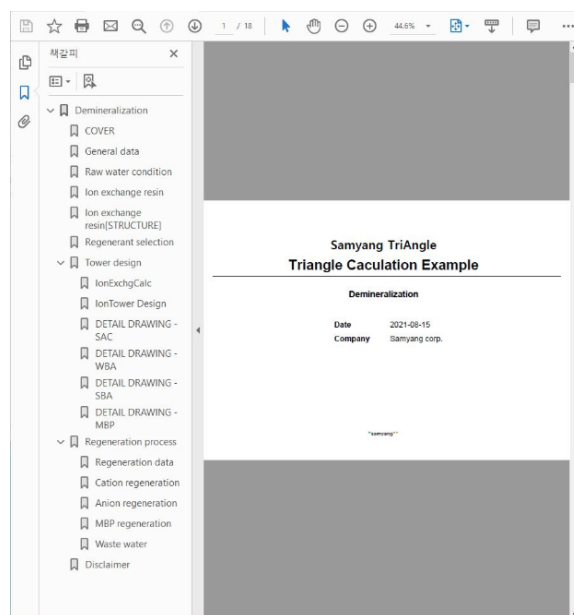 1 / 18
44.6%
책갈피
Demineralization
COVER
General data
Raw water condition
Ion exchange resin
Ion exchange
resin[STRUCTURE]
Regenerant selection
Tower design
IonExchgCalc
IonTower Design
DETAIL DRAWING -
SAC
DETAIL DRAWING -
WBA
DETAIL DRAWING -
SBA
DETAIL DRAWING -
MBP
Regeneration process
Regeneration data
Cation regeneration
Anion regeneration
MBP regeneration
Waste water
Disclaimer
Samyang TriAngle
Triangle Caculation Example
Demineralization
Date 2021-08-15
Company Samyang corp.
"samyang"